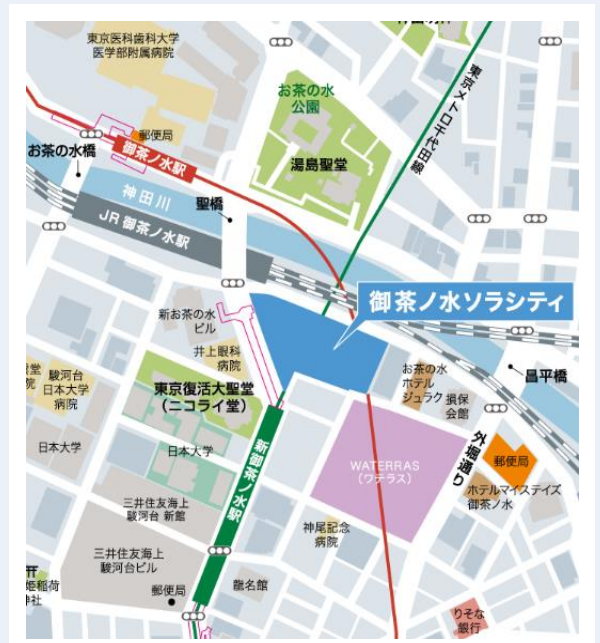 東京医科歯科大学
医学部附属病院
お茶の水
公園
東京メトロ千代田線
郵便局
お茶の水橋
御茶ノ水駅
湯島聖堂
神田川
聖橋
JR 御茶ノ水駅
御茶ノ水ソラシティ
新お茶の水
ビル
井上眼科
病院
お茶の水
ホテル
ジュラク
昌平橋
損保
会館
駿河台
日本大学
病院
東京復活大聖堂
(ニコライ堂)
外堀通り
日本大学
日本大学
新御茶ノ水駅
WATERRAS
(ワテラス)
郵便局
ホテルマイステイズ
御茶ノ水
三井住友海上
駿河台 新館
神尾記念
病院
三井住友海上
駿河台ビル
郵便局
龍名館
姫稲荷
神社
りそな
銀行